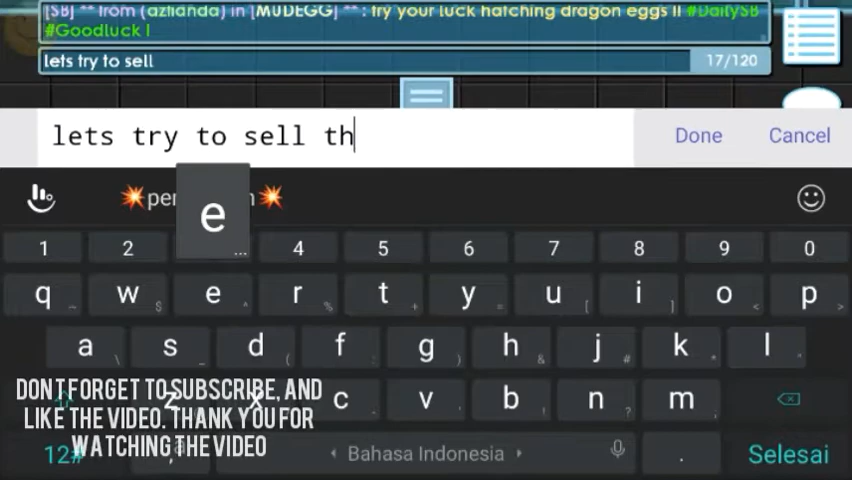 [SB] ** from (aztianda) in [MUDEGG] ** : try your luck hatching dragon eggs !! #DailySB
#Goodluck !
lets try to sell 17/120
lets try to sell th Done Cancel
💥 💥
e
...
1 2 4 5 6 7 8 9 0
q w e r t y u i o p
a s d f g h j k l
DONT FORGET TO SUBSCRIBE, AND
LIKE THE VIDEO. THANK YOU FOR
WATCHING THE VIDEO
z x c v b n m
12# , Bahasa Indonesia . Selesai